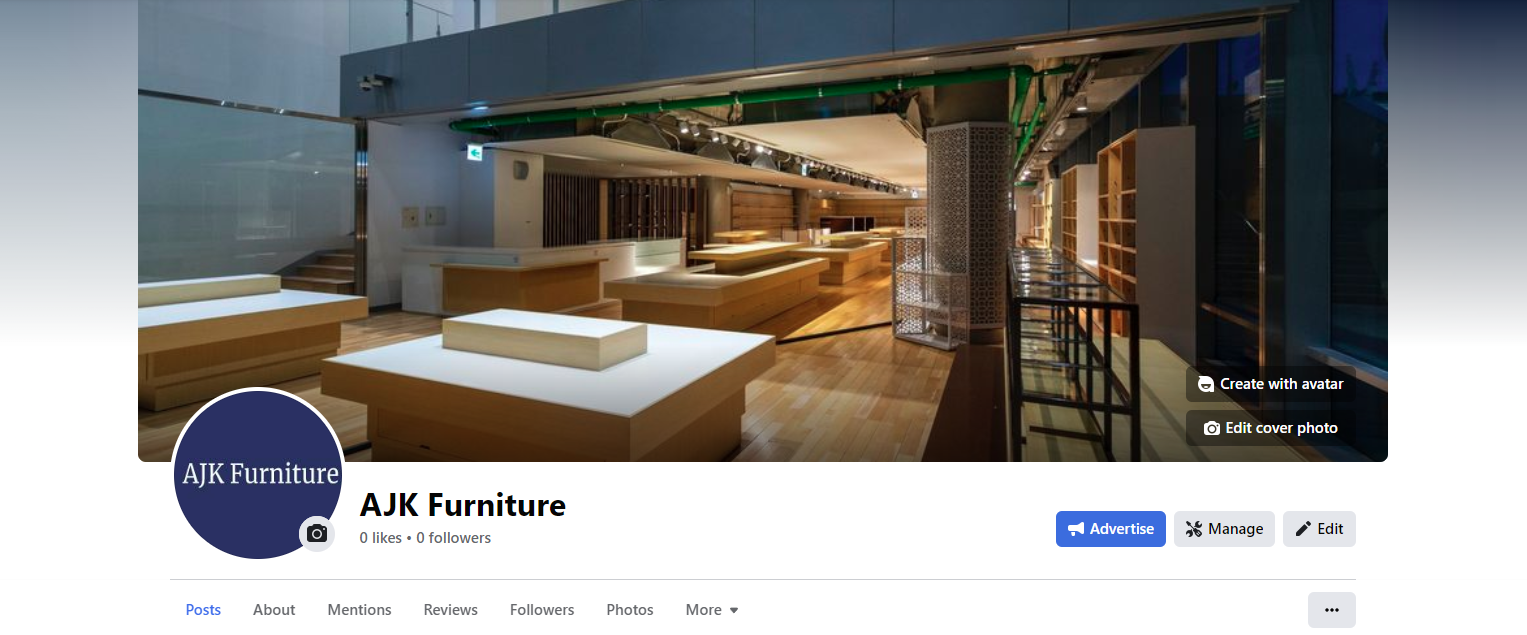 Create with avatar
Edit cover photo
AJK Furniture
AJK Furniture
0 likes • 0 followers
Advertise
Manage
Edit
Posts
About
Mentions
Reviews
Followers
Photos
More